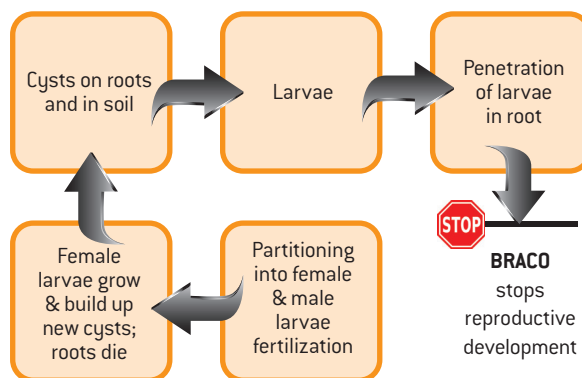 Cysts on roots
and in soil
Larvae
Penetration
of larvae
in root
STOP
BRACO
stops
reproductive
development
Partitioning
into female
& male
larvae
fertilization
Female
larvae grow
& build up
new cysts;
roots die